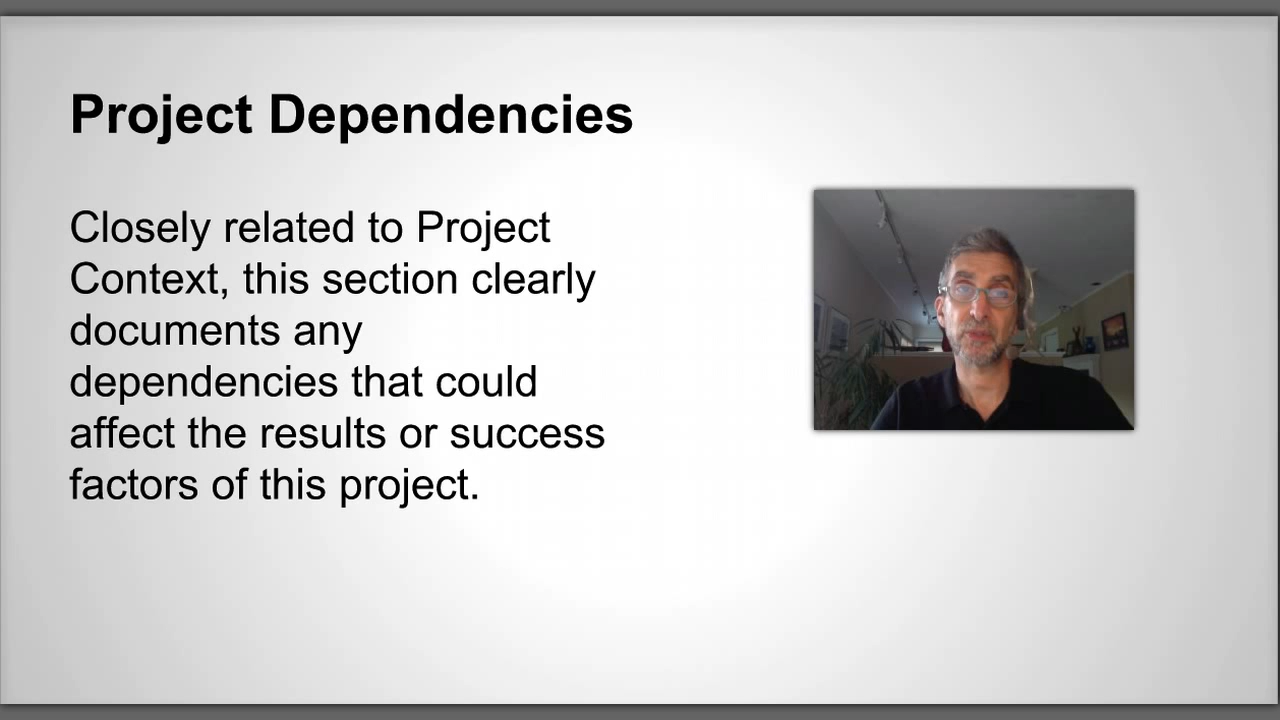 Project Dependencies
Closely related to Project
Context, this section clearly
documents any
dependencies that could
affect the results or success
factors of this project.